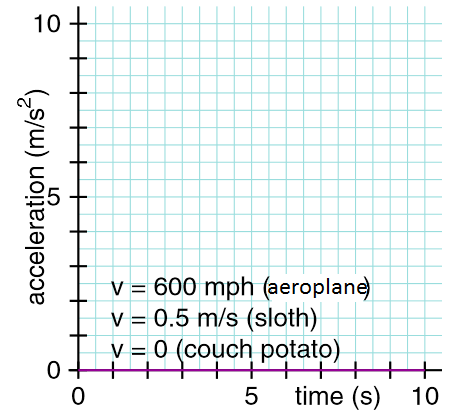 10
acceleration (m/s²)
5
v = 600 mph (aeroplane)
v = 0.5 m/s (sloth)
v = 0 (couch potato)
0
0 5 time (s) 10